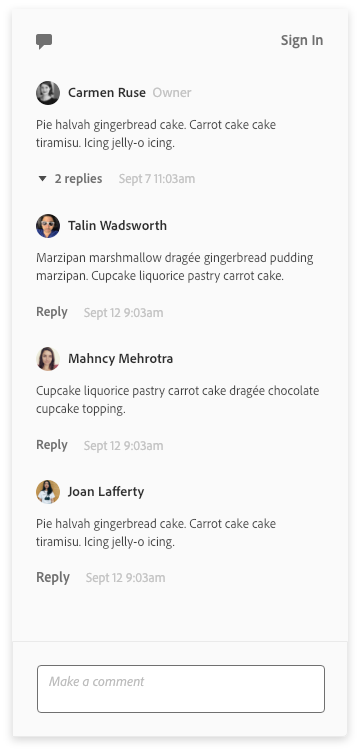 Sign In
Carmen Ruse Owner
Pie halvah gingerbread cake. Carrot cake cake
tiramisu. Icing jelly-o icing.
2 replies Sept 7 11:03am
Talin Wadsworth
Marzipan marshmallow dragée gingerbread pudding
marzipan. Cupcake liquorice pastry carrot cake.
Reply Sept 12 9:03am
Mahncy Mehrotra
Cupcake liquorice pastry carrot cake dragée chocolate
cupcake topping.
Reply Sept 12 9:03am
Joan Lafferty
Pie halvah gingerbread cake. Carrot cake cake
tiramisu. Icing jelly-o icing.
Reply Sept 12 9:03am
Make a comment